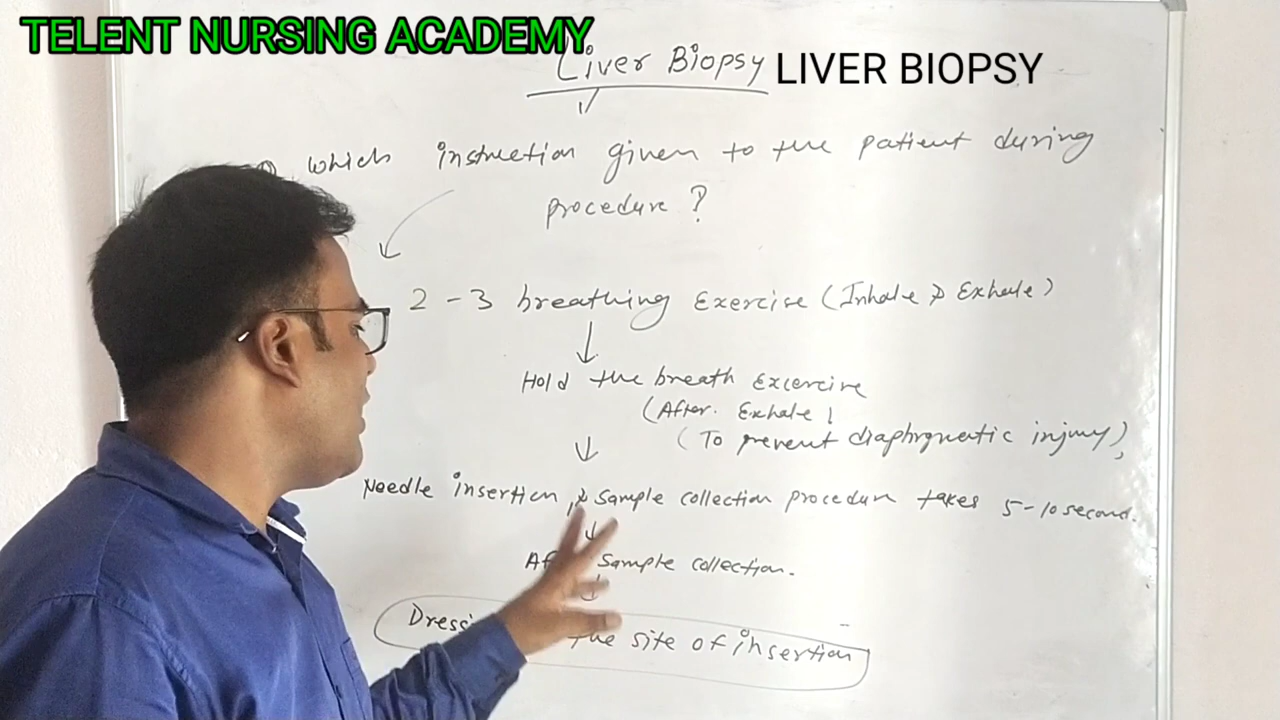 TELENT NURSING ACADEMY
Liver Biopsy LIVER BIOPSY
which instruction given to the patient during
procedure ?
2 - 3 breathing Exercise (Inhale & Exhale)
Hold the breath Excercise
(After. Exhale)
(To prevent diaphrgmatic injury)
Needle insertion & sample collection procedure takes 5-10 second.
sample collection.
the site of insertion